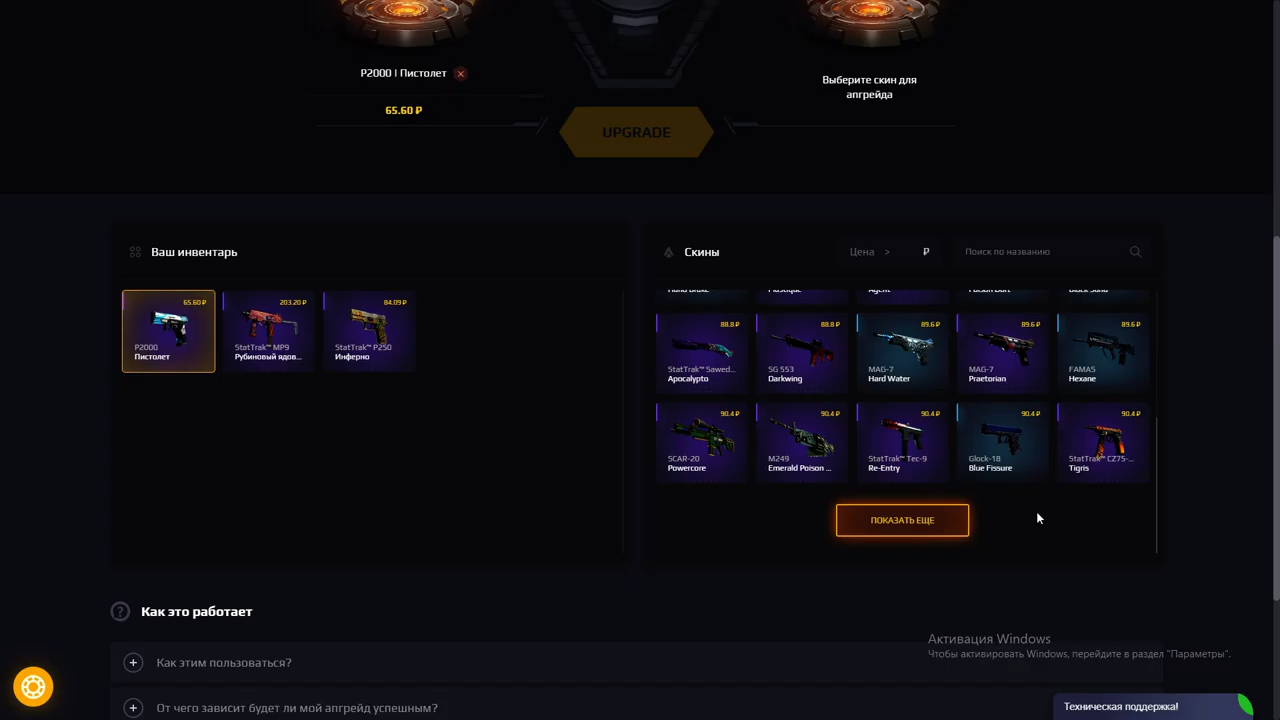 P2000 | Пистолет
65.60 ₽
UPGRADE
Выберите скин для
апгрейда
Ваш инвентарь
65.60 ₽
P2000
Пистолет
203.20 ₽
StatTrak™ MP9
Рубиновый ядов...
84.09 ₽
StatTrak™ P250
Инферно
Скины
Цена >
₽
Поиск по названию
Agent
Poison Dart
Block Sand
88.8 ₽
StatTrak™ Sawed...
Apocalypto
88.8 ₽
SG 553
Darkwing
89.6 ₽
MAG-7
Hard Water
89.6 ₽
MAG-7
Praetorian
89.6 ₽
FAMAS
Hexane
90.4 ₽
SCAR-20
Powercore
90.4 ₽
M249
Emerald Poison ...
90.4 ₽
StatTrak™ Tec-9
Re-Entry
90.4 ₽
Glock-18
Blue Fissure
90.4 ₽
StatTrak™ CZ75-...
Tigris
ПОКАЗАТЬ ЕЩЕ
Как это работает
Как этим пользоваться?
От чего зависит будет ли мой апгрейд успешным?
Активация Windows
Чтобы активировать Windows, перейдите в раздел "Параметры".
Техническая поддержка!